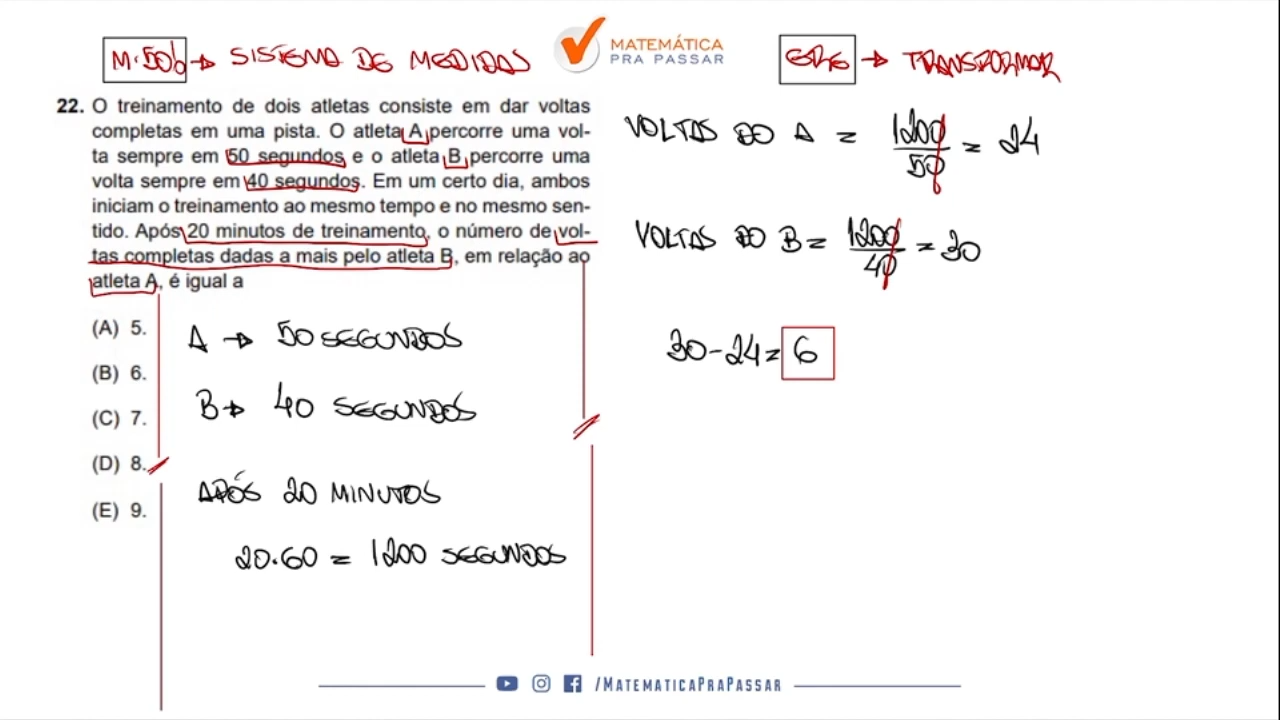 M.50% → SISTEMA DE MEDIDAS
MATEMÁTICA
PRA PASSAR
→ TRANSFORMAR
22. O treinamento de dois atletas consiste em dar voltas
completas em uma pista. O atleta A percorre uma vol-
ta sempre em 50 segundos e o atleta B percorre uma
volta sempre em 40 segundos. Em um certo dia, ambos
iniciam o treinamento ao mesmo tempo e no mesmo sen-
tido. Após 20 minutos de treinamento, o número de vol-
tas completas dadas a mais pelo atleta B, em relação ao
atleta A, é igual a
(A) 5.
(B) 6.
(C) 7.
(D) 8.
(E) 9.
A → 50 SEGUNDOS
B → 40 SEGUNDOS
APÓS 20 MINUTOS
20.60 = 1200 SEGUNDOS
VOLTAS DO A = 1200/50 = 24
VOLTAS DO B = 1200/40 = 30
30-24 = 6
/MATEMATICAPRAPASSAR